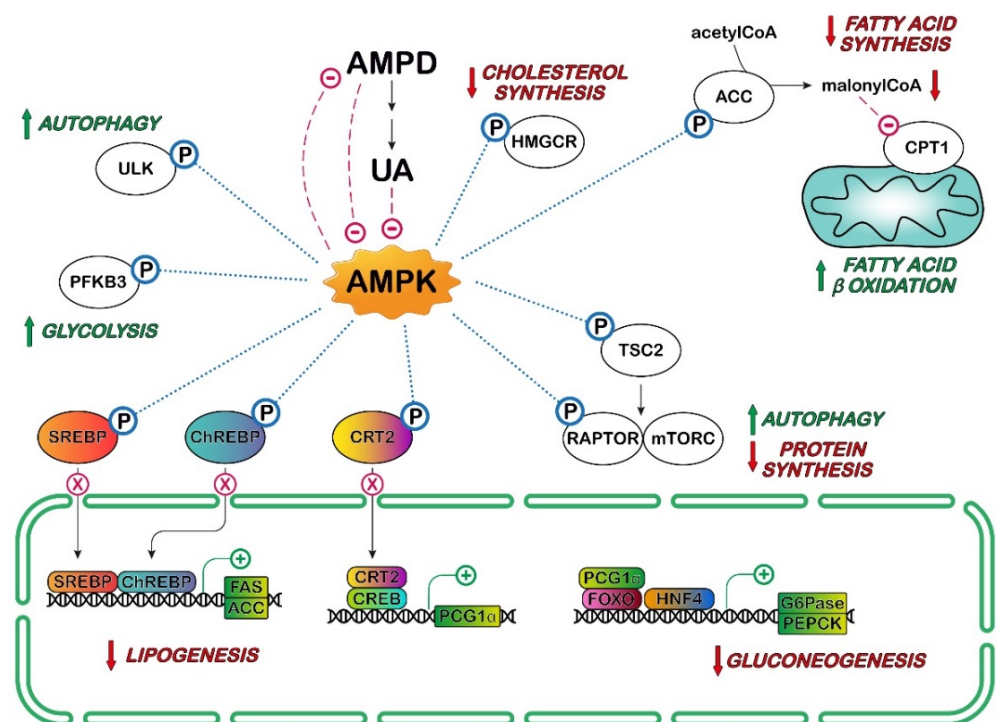 acetylCoA
FATTY ACID
SYNTHESIS
AMPD
CHOLESTEROL
SYNTHESIS
ACC
malonylCoA
AUTOPHAGY
P
HMGCR
P
ULK
P
CPT1
UA
AMPK
PFKB3
P
FATTY ACID
β OXIDATION
GLYCOLYSIS
P
TSC2
SREBP
P
ChREBP
P
CRT2
P
P
RAPTOR
mTORC
AUTOPHAGY
PROTEIN
SYNTHESIS
X
X
X
SREBP
ChREBP
FAS
ACC
CRT2
CREB
PCG1α
PCG1α
FOXO
HNF4
G6Pase
PEPCK
LIPOGENESIS
GLUCONEOGENESIS